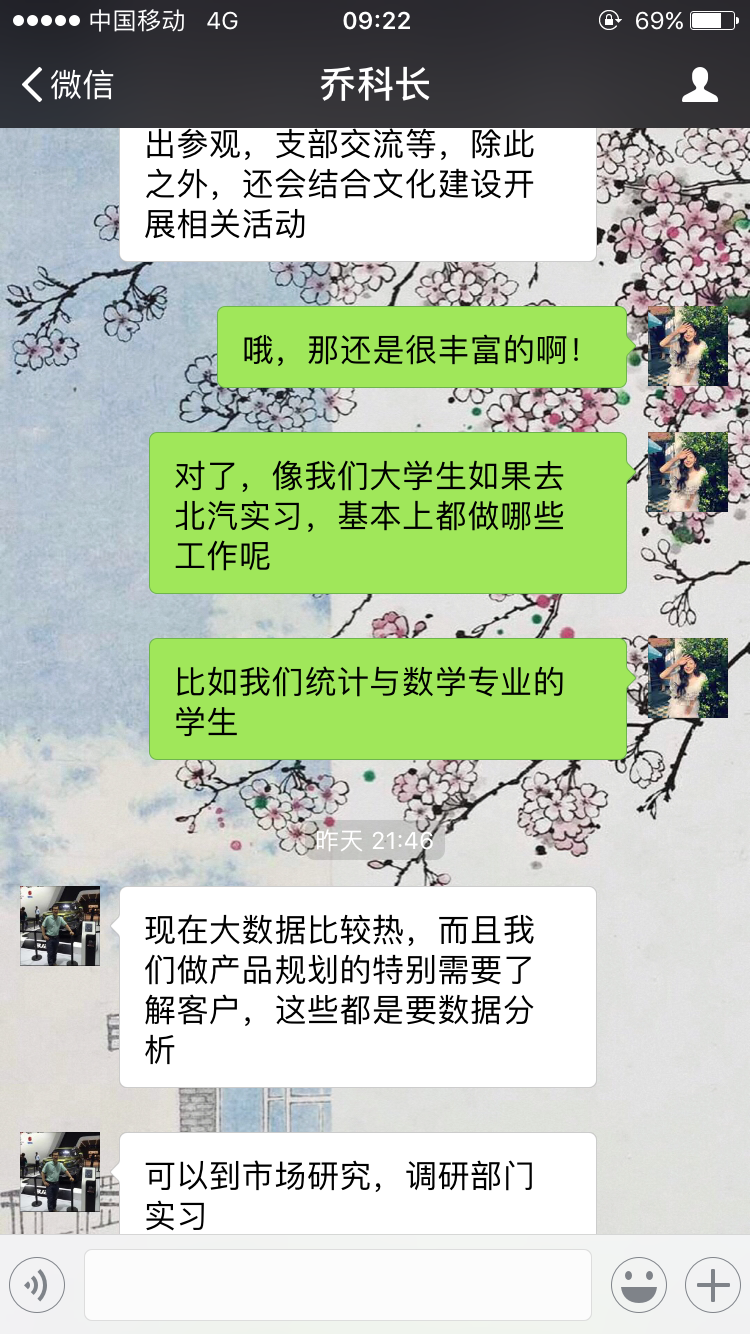 中国移动 4G 09:22 69%
微信 乔科长
出参观，支部交流等，除此
之外，还会结合文化建设开
展相关活动
哦，那还是很丰富的啊！
对了，像我们大学生如果去
北汽实习，基本上都做哪些
工作呢
比如我们统计与数学专业的
学生
昨天 21:46
现在大数据比较热，而且我
们做产品规划的特别需要了
解客户，这些都是要数据分
析
可以到市场研究，调研部门
实习